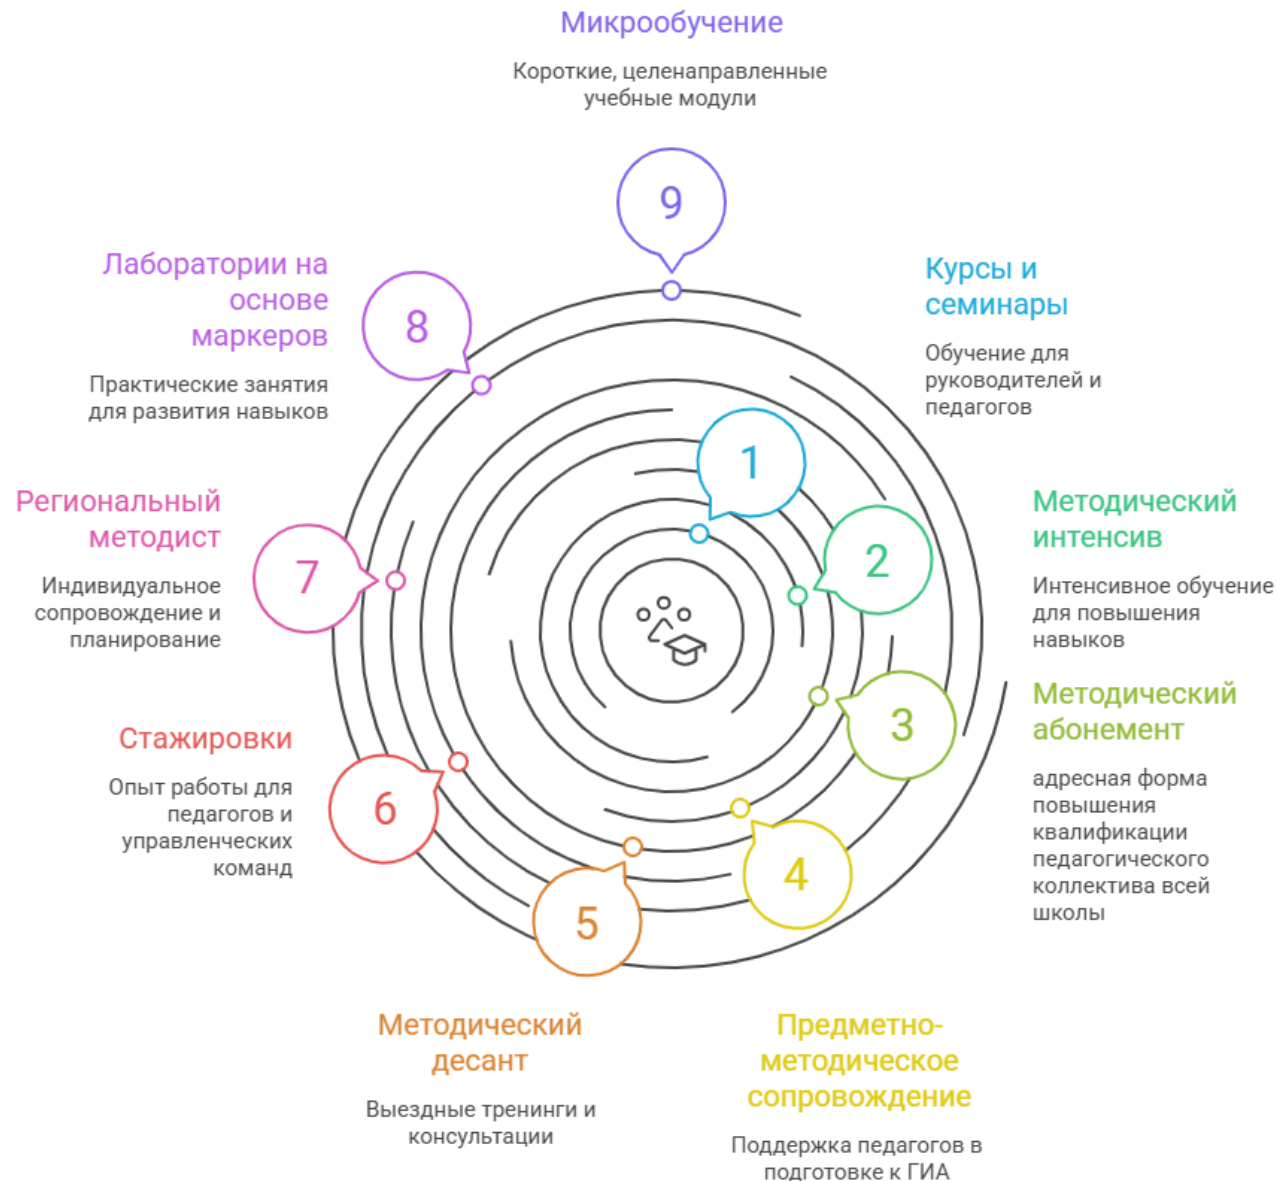 Микрообучение
Короткие, целенаправленные
учебные модули
9
Лаборатории на
основе
маркеров
Практические занятия
для развития навыков
8
Курсы и
семинары
Обучение для
руководителей и
педагогов
1
Региональный
методист
Индивидуальное
сопровождение и
планирование
7
Методический
интенсив
Интенсивное обучение
для повышения
навыков
2
Методический
абонемент
адресная форма
повышения
квалификации
педагогического
коллектива всей
школы
3
Стажировки
Опыт работы для
педагогов и
управленческих
команд
6
4
5
Методический
десант
Выездные тренинги и
консультации
Предметно-
методическое
сопровождение
Поддержка педагогов в
подготовке к ГИА